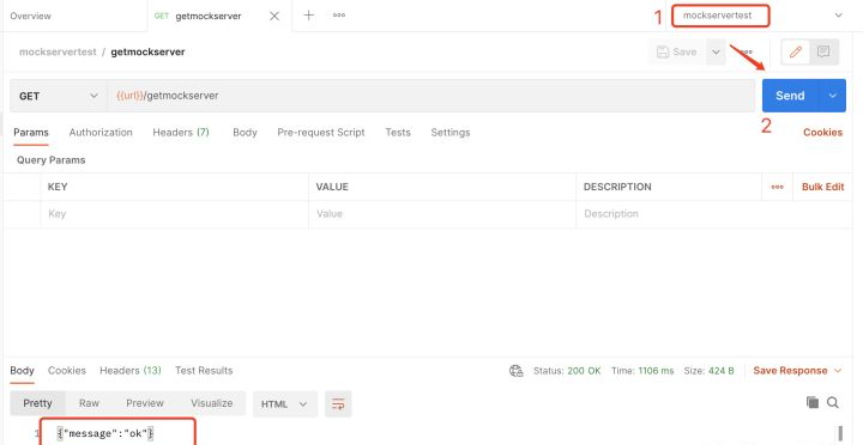 Overview GET getmockserver 1 mockservertest
mockservertest / getmockserver Save
GET {{url}}/getmockserver Send
2
Params Authorization Headers (7) Body Pre-request Script Tests Settings Cookies
Query Params
KEY VALUE DESCRIPTION Bulk Edit
Key Value Description
Body Cookies Headers (13) Test Results Status: 200 OK Time: 1106 ms Size: 424 B Save Response
Pretty Raw Preview Visualize HTML
1 {"message":"ok"}